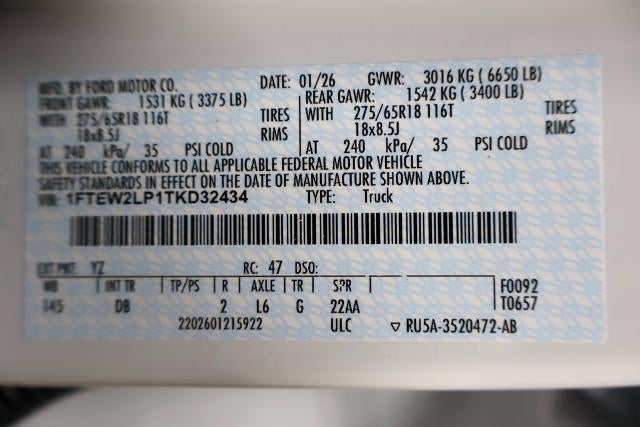 MFD. BY FORD MOTOR CO. DATE: 01/26 GVWR: 3016 KG ( 6650 LB)
FRONT GAWR: 1531 KG ( 3375 LB) REAR GAWR: 1542 KG ( 3400 LB)
WITH 275/65R18 116T TIRES WITH 275/65R18 116T TIRES
18x8.5J RIMS 18x8.5J RIMS
AT 240 kPa/ 35 PSI COLD AT 240 kPa/ 35 PSI COLD
THIS VEHICLE CONFORMS TO ALL APPLICABLE FEDERAL MOTOR VEHICLE
SAFETY STANDARDS IN EFFECT ON THE DATE OF MANUFACTURE SHOWN ABOVE.
VIN: 1FTEW2LP1TKD32434 TYPE: Truck
EXT PNT: YZ RC: 47 DSO:
WB INT TR TP/PS R AXLE TR SPR F0092
145 DB 2 L6 G 22AA T0657
2202601215922 ULC ▽ RU5A-3520472-AB